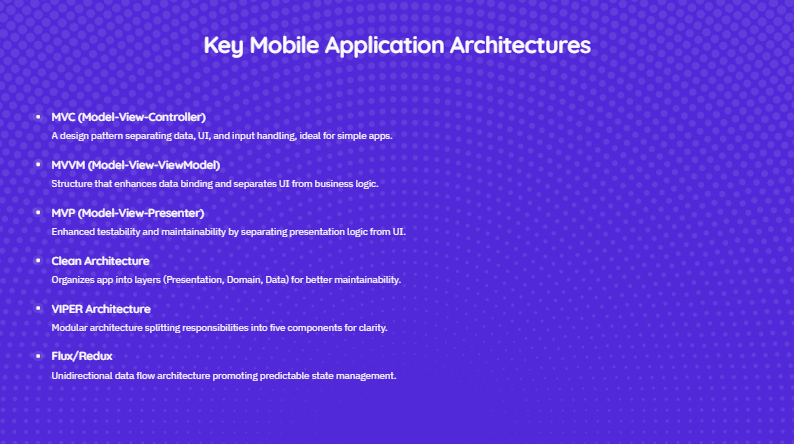 Key Mobile Application Architectures
MVC (Model-View-Controller)
A design pattern separating data, UI, and input handling, ideal for simple apps.
MVVM (Model-View-ViewModel)
Structure that enhances data binding and separates UI from business logic.
MVP (Model-View-Presenter)
Enhanced testability and maintainability by separating presentation logic from UI.
Clean Architecture
Organizes app into layers (Presentation, Domain, Data) for better maintainability.
VIPER Architecture
Modular architecture splitting responsibilities into five components for clarity.
Flux/Redux
Unidirectional data flow architecture promoting predictable state management.